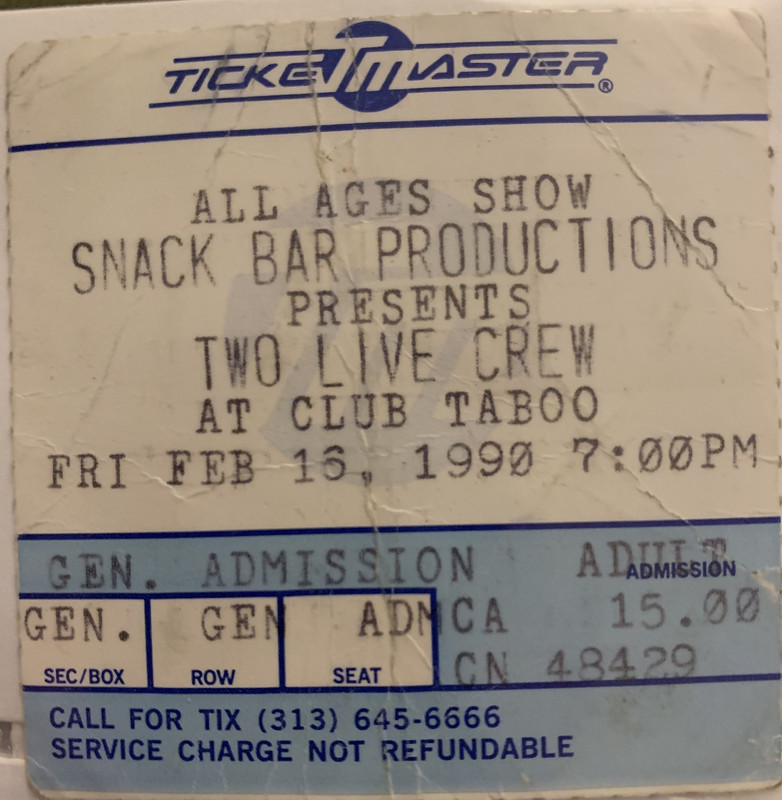 TICKETMASTER®
ALL AGES SHOW
SNACK BAR PRODUCTIONS
PRESENTS
TWO LIVE CREW
AT CLUB TABOO
FRI FEB 16, 1990 7:00PM
GEN. ADMISSION ADULT
ADMISSION
GEN. GEN ADMCA 15.00
SEC/BOX ROW SEAT CN 48429
CALL FOR TIX (313) 645-6666
SERVICE CHARGE NOT REFUNDABLE